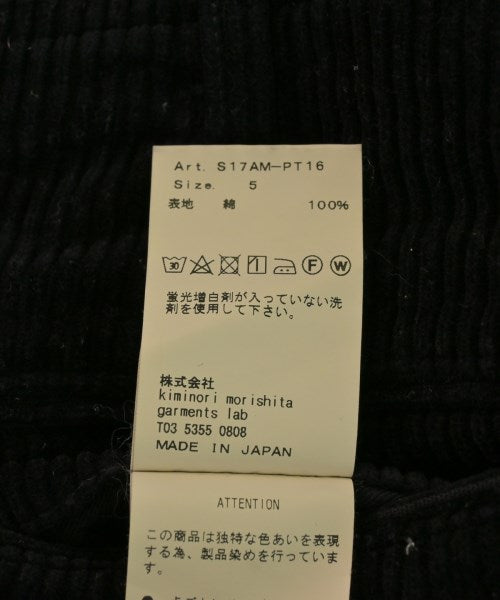 Art. S17AM-PT16
Size. 5
表地 綿 100%
30 F W
蛍光増白剤が入っていない洗
剤を使用して下さい。
株式会社
kiminori morishita
garments lab
T03 5355 0808
MADE IN JAPAN
ATTENTION
この商品は独特な色あいを表現
する為、製品染めを行っていま
す。